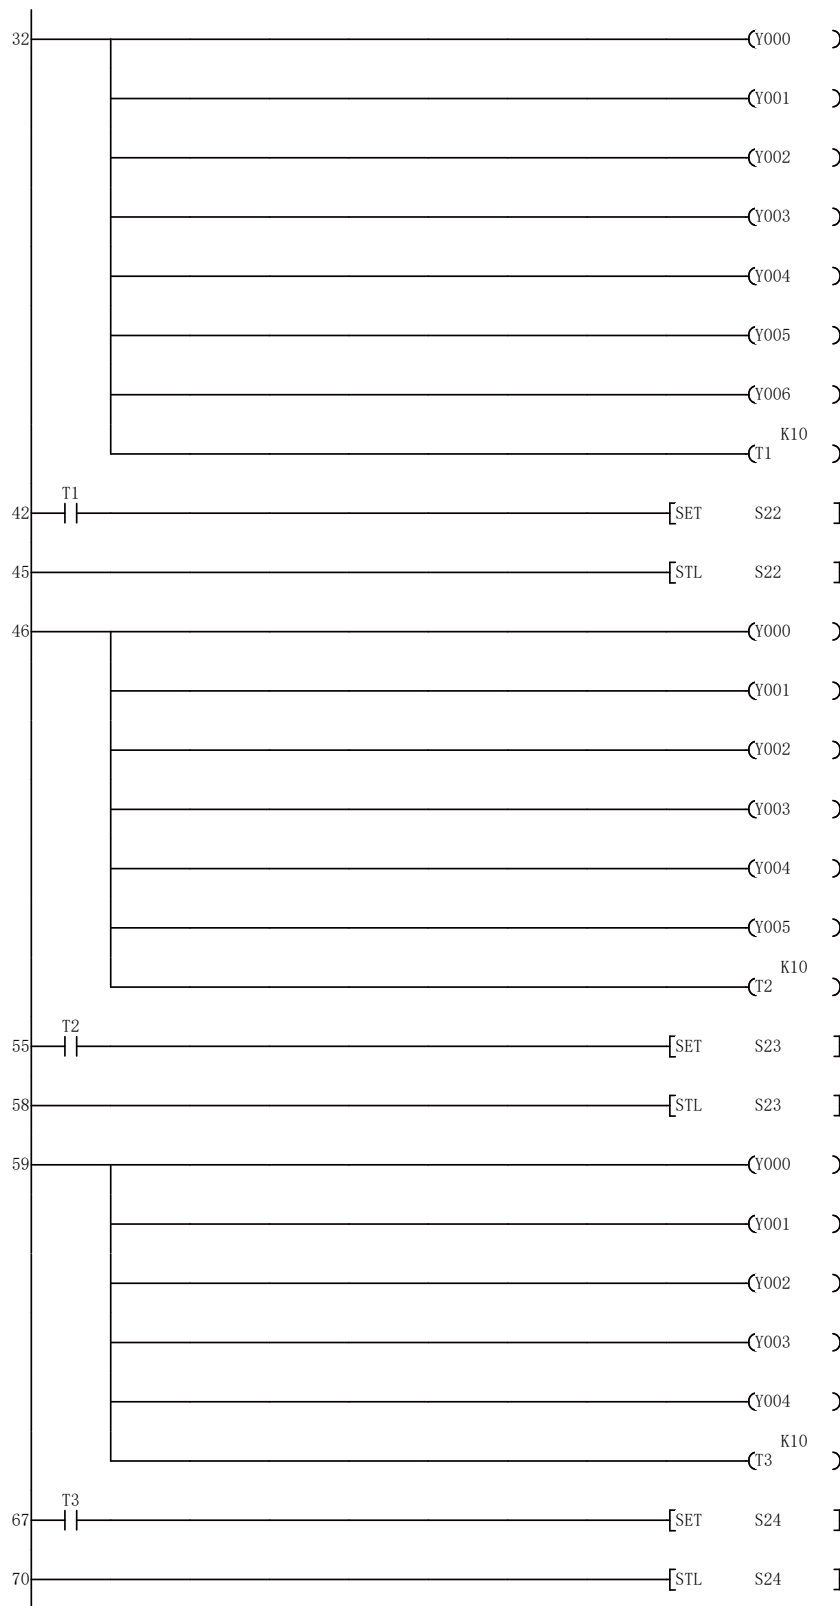 32 Y000
Y001
Y002
Y003
Y004
Y005
Y006
K10
T1
T1
42 SET S22
45 STL S22
46 Y000
Y001
Y002
Y003
Y004
Y005
K10
T2
T2
55 SET S23
58 STL S23
59 Y000
Y001
Y002
Y003
Y004
K10
T3
T3
67 SET S24
70 STL S24